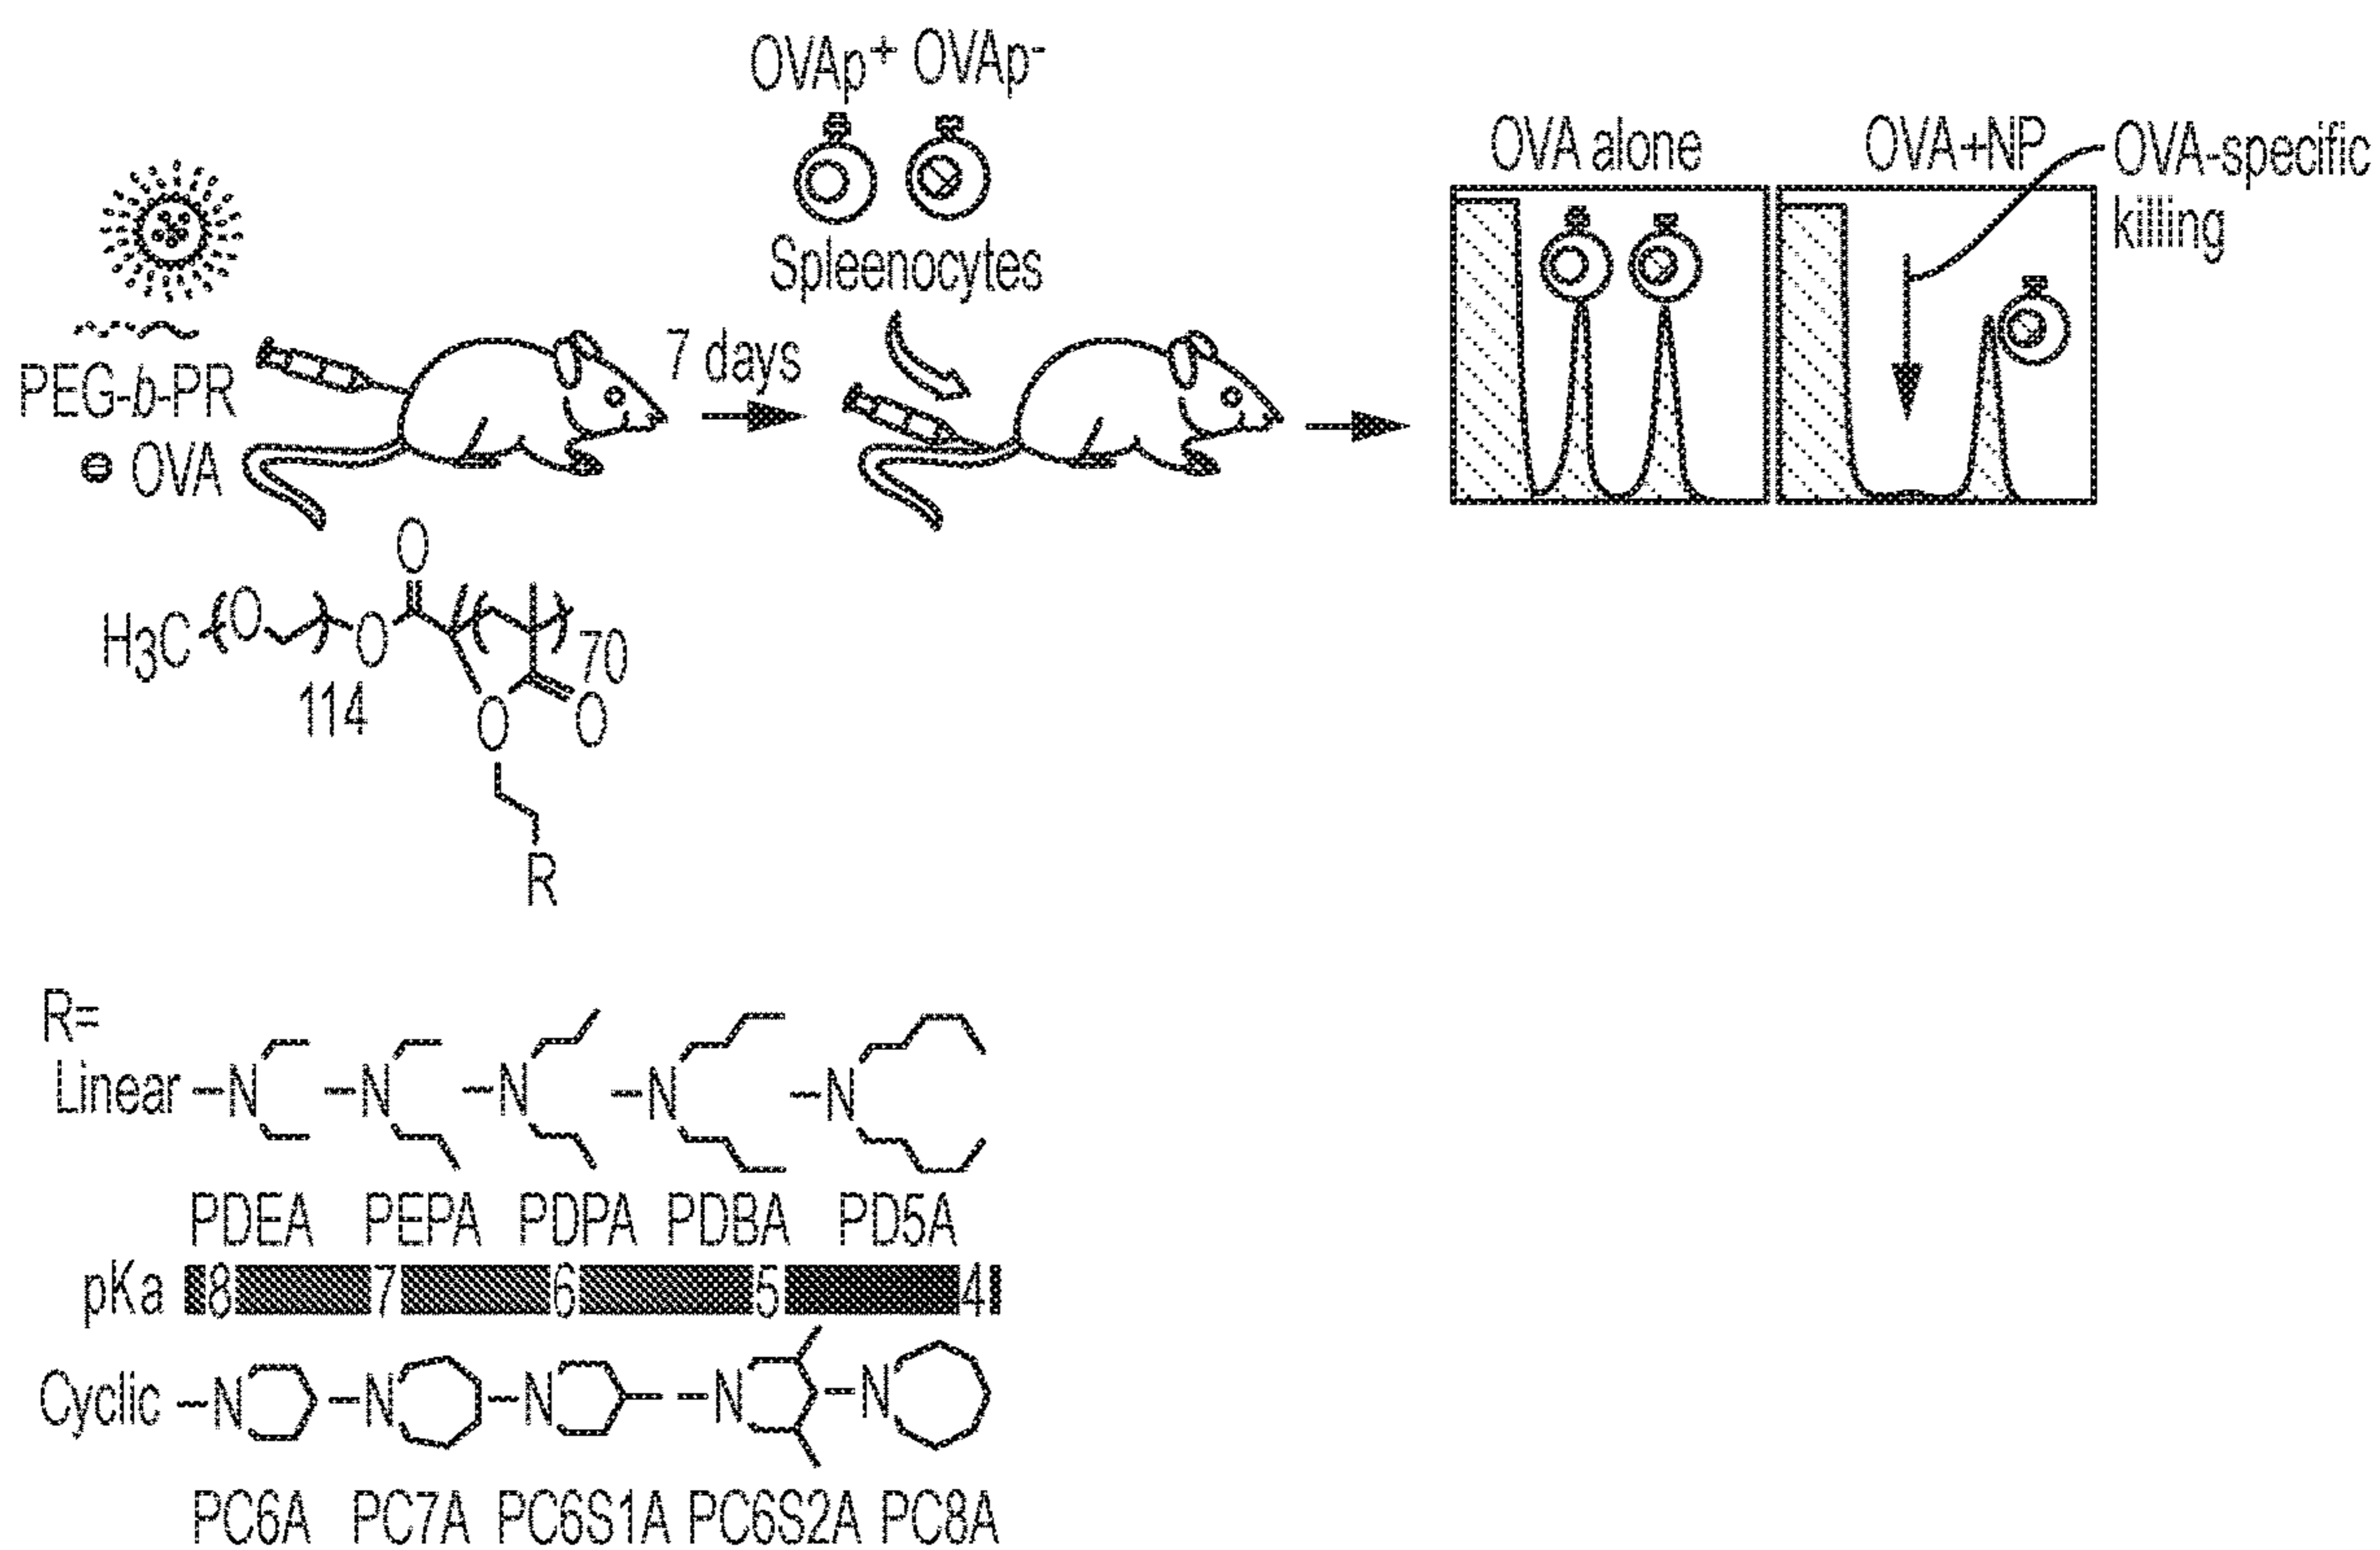 OVAp+ OVAp-
Spleenocytes
PEG-b-PR
OVA
7 days
OVA alone
OVA+NP
OVA-specific
killing
H3C
O
O
O
114
70
O
O
R
R=
Linear
N
N
N
N
N
PDEA PEPA PDPA PDBA PD5A
pKa 8 7 6 5 4
Cyclic
N
N
N
N
N
PC6A PC7A PC6S1A PC6S2A PC8A